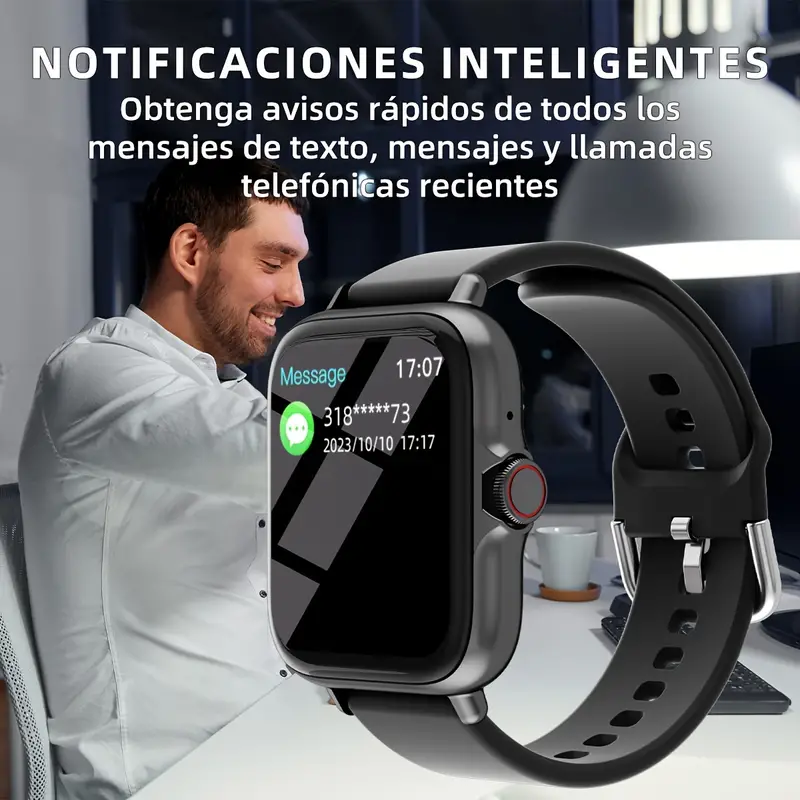 NOTIFICACIONES INTELIGENTES
Obtenga avisos rápidos de todos los
mensajes de texto, mensajes y llamadas
telefónicas recientes
Message 17:07
318*****73
2023/10/10 17:17